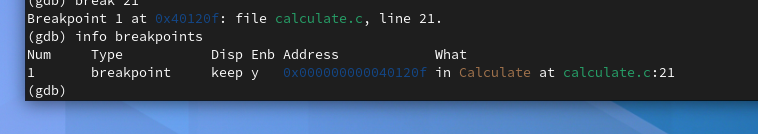 (gdb) break 21
Breakpoint 1 at 0x40120f: file calculate.c, line 21.
(gdb) info breakpoints
Num     Type           Disp Enb Address            What
1       breakpoint     keep y   0x000000000040120f in Calculate at calculate.c:21
(gdb)